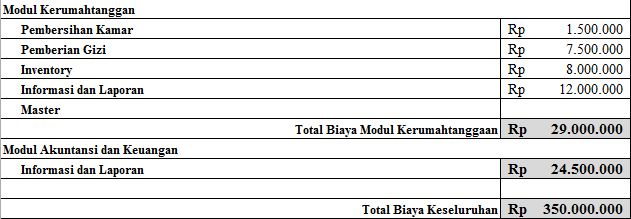 Modul Kerumahtanggan
Pembersihan Kamar Rp 1.500.000
Pemberian Gizi Rp 7.500.000
Inventory Rp 8.000.000
Informasi dan Laporan Rp 12.000.000
Master
Total Biaya Modul Kerumahtanggaan Rp 29.000.000
Modul Akuntansi dan Keuangan
Informasi dan Laporan Rp 24.500.000
Total Biaya Keseluruhan Rp 350.000.000